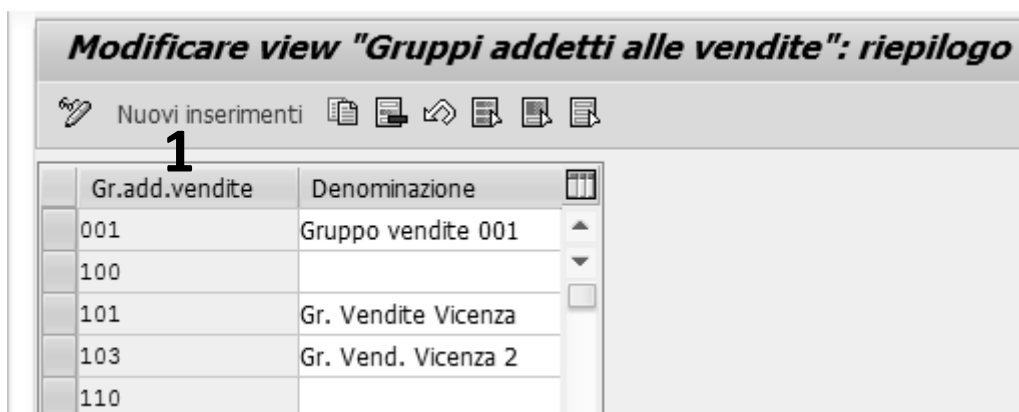 Modificare view "Gruppi addetti alle vendite": riepilogo
Nuovi inserimenti
1
Gr.add.vendite Denominazione
001 Gruppo vendite 001
100
101 Gr. Vendite Vicenza
103 Gr. Vend. Vicenza 2
110